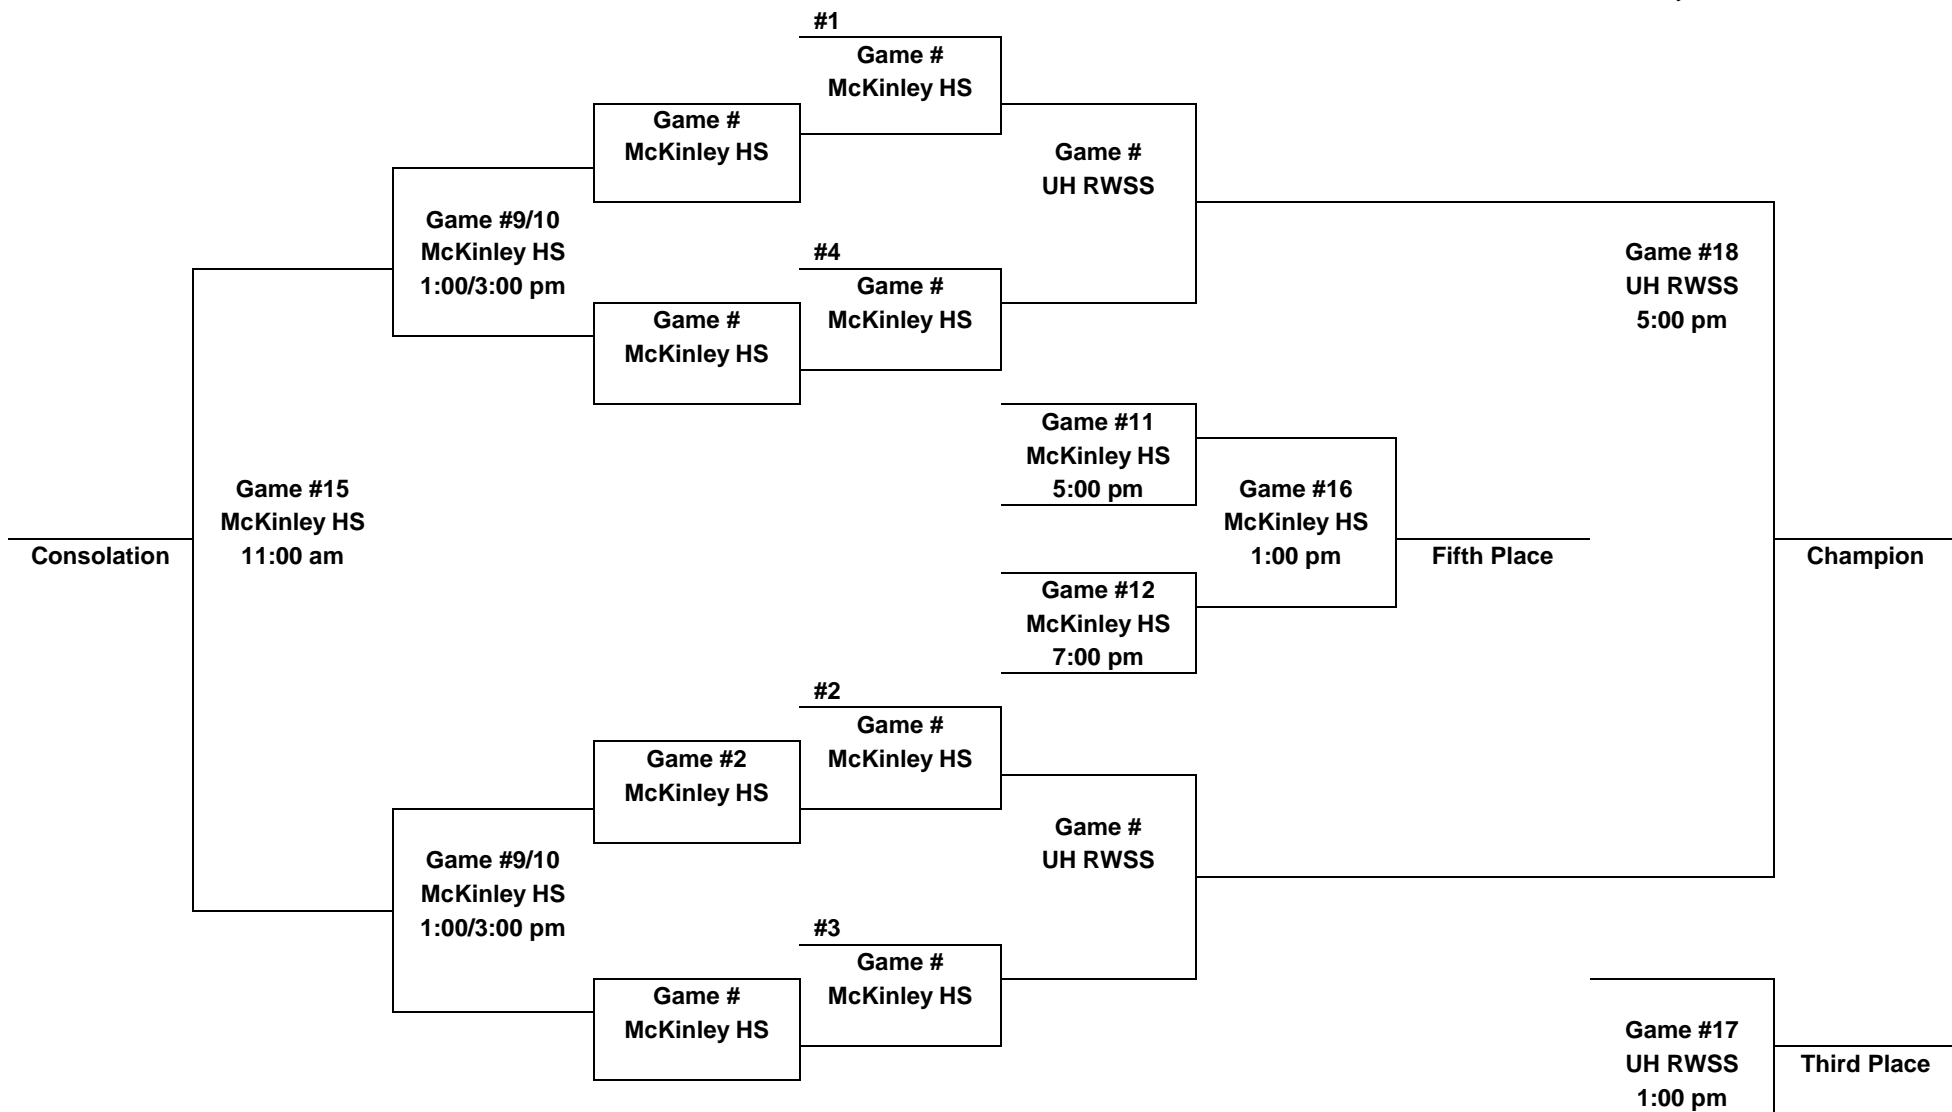 #1
Game #
McKinley HS
Game #
McKinley HS
Game #
UH RWSS
Game #9/10
McKinley HS
1:00/3:00 pm
#4
Game #
McKinley HS
Game #
McKinley HS
Game #18
UH RWSS
5:00 pm
Game #11
McKinley HS
5:00 pm
Game #15
McKinley HS
11:00 am
Consolation
Game #16
McKinley HS
1:00 pm
Fifth Place
Champion
Game #12
McKinley HS
7:00 pm
#2
Game #
McKinley HS
Game #2
McKinley HS
Game #
UH RWSS
Game #9/10
McKinley HS
1:00/3:00 pm
#3
Game #
McKinley HS
Game #
McKinley HS
Game #17
UH RWSS
1:00 pm
Third Place